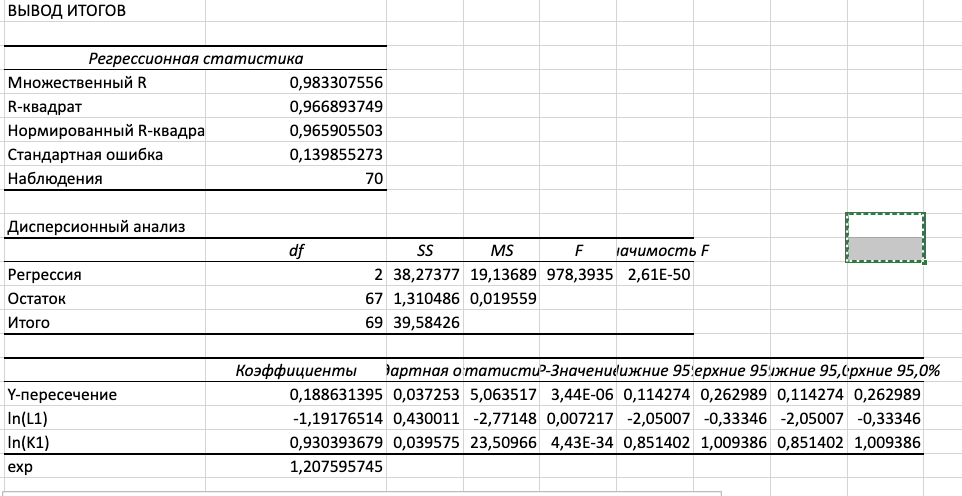 ВЫВОД ИТОГОВ
Регрессионная статистика
Множественный R 0,983307556
R-квадрат 0,966893749
Нормированный R-квадра 0,965905503
Стандартная ошибка 0,139855273
Наблюдения 70
Дисперсионный анализ
df SS MS F ачимость F
Регрессия 2 38,27377 19,13689 978,3935 2,61E-50
Остаток 67 1,310486 0,019559
Итого 69 39,58426
Коэффициенты дартная о татисти P-Значени ижние 95 ерхние 95 ижние 95,0 рхние 95,0%
Y-пересечение 0,188631395 0,037253 5,063517 3,44E-06 0,114274 0,262989 0,114274 0,262989
ln(L1) -1,19176514 0,430011 -2,77148 0,007217 -2,05007 -0,33346 -2,05007 -0,33346
ln(K1) 0,930393679 0,039575 23,50966 4,43E-34 0,851402 1,009386 0,851402 1,009386
exp 1,207595745